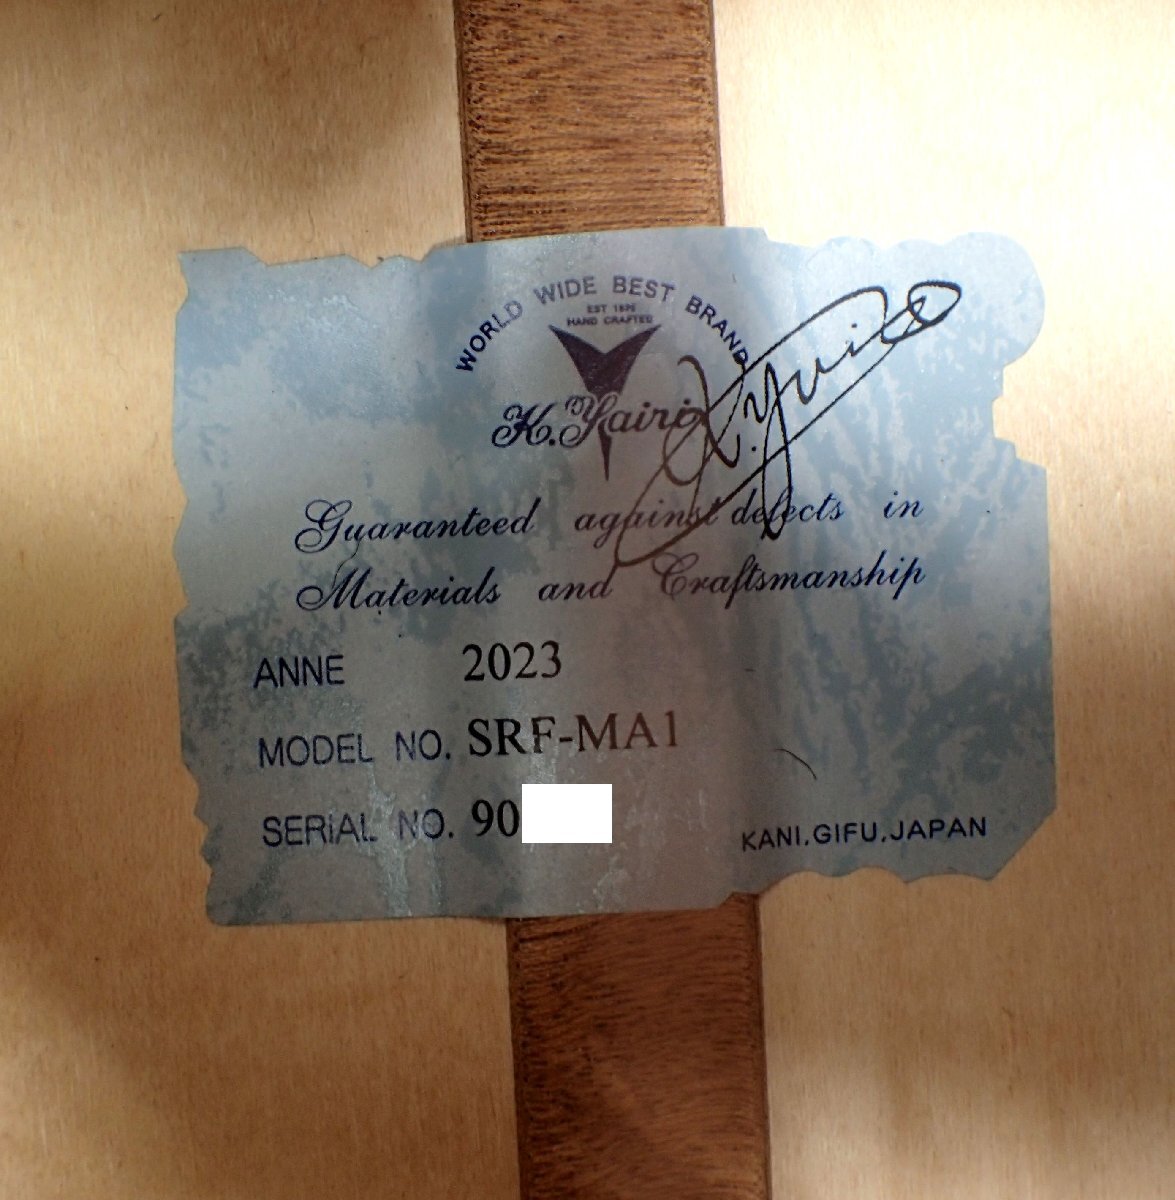 WORLD WIDE BEST BRAND
EST 1935
HAND CRAFTED
K.Yairi
K.Yairi
Guaranteed against defects in
Materials and Craftsmanship
ANNE 2023
MODEL NO. SRF-MA1
SERIAL NO. 90
KANI.GIFU.JAPAN